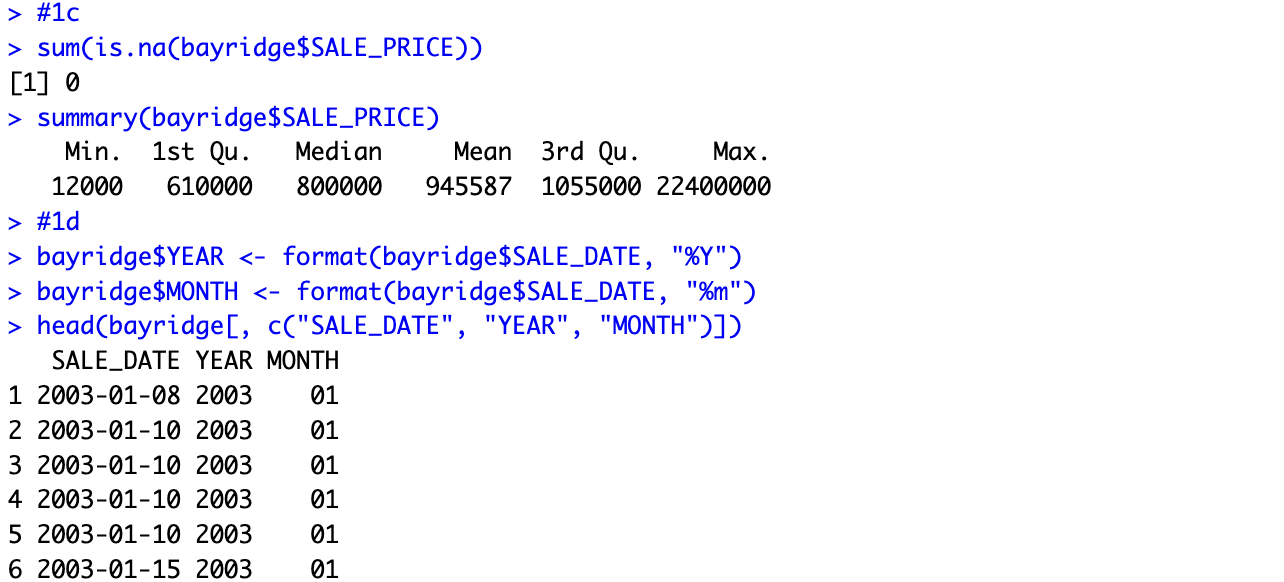 > #1c
> sum(is.na(bayridge$SALE_PRICE))
[1] 0
> summary(bayridge$SALE_PRICE)
    Min.  1st Qu.   Median     Mean  3rd Qu.     Max.
   12000   610000   800000   945587  1055000 22400000
> #1d
> bayridge$YEAR <- format(bayridge$SALE_DATE, "%Y")
> bayridge$MONTH <- format(bayridge$SALE_DATE, "%m")
> head(bayridge[, c("SALE_DATE", "YEAR", "MONTH")])
   SALE_DATE YEAR MONTH
1 2003-01-08 2003    01
2 2003-01-10 2003    01
3 2003-01-10 2003    01
4 2003-01-10 2003    01
5 2003-01-10 2003    01
6 2003-01-15 2003    01